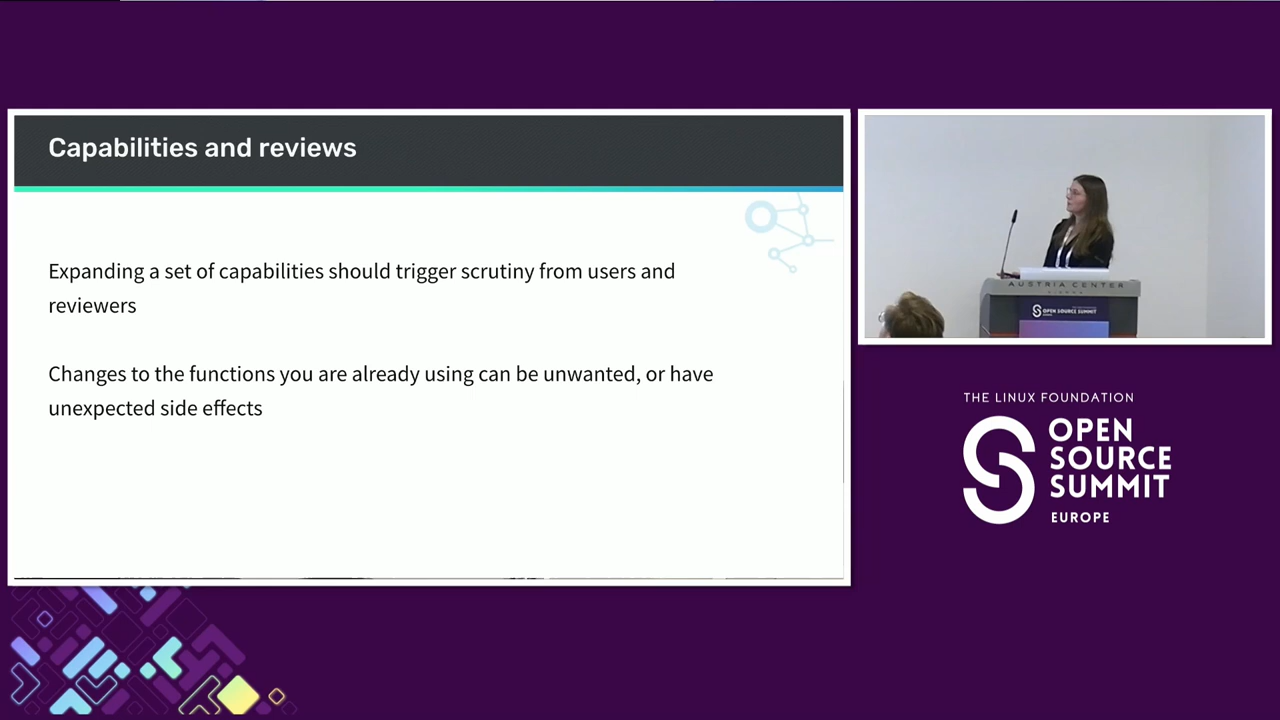 Capabilities and reviews
Expanding a set of capabilities should trigger scrutiny from users and
reviewers
Changes to the functions you are already using can be unwanted, or have
unexpected side effects
AUSTRIA CENTER
OPEN SOURCE SUMMIT
THE LINUX FOUNDATION
OPEN
SOURCE
SUMMIT
EUROPE